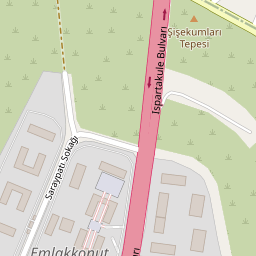 Şişekumları
Tepesi
Ispartakule Bulvarı
Saraypatı Sokağı
Emlakkonut